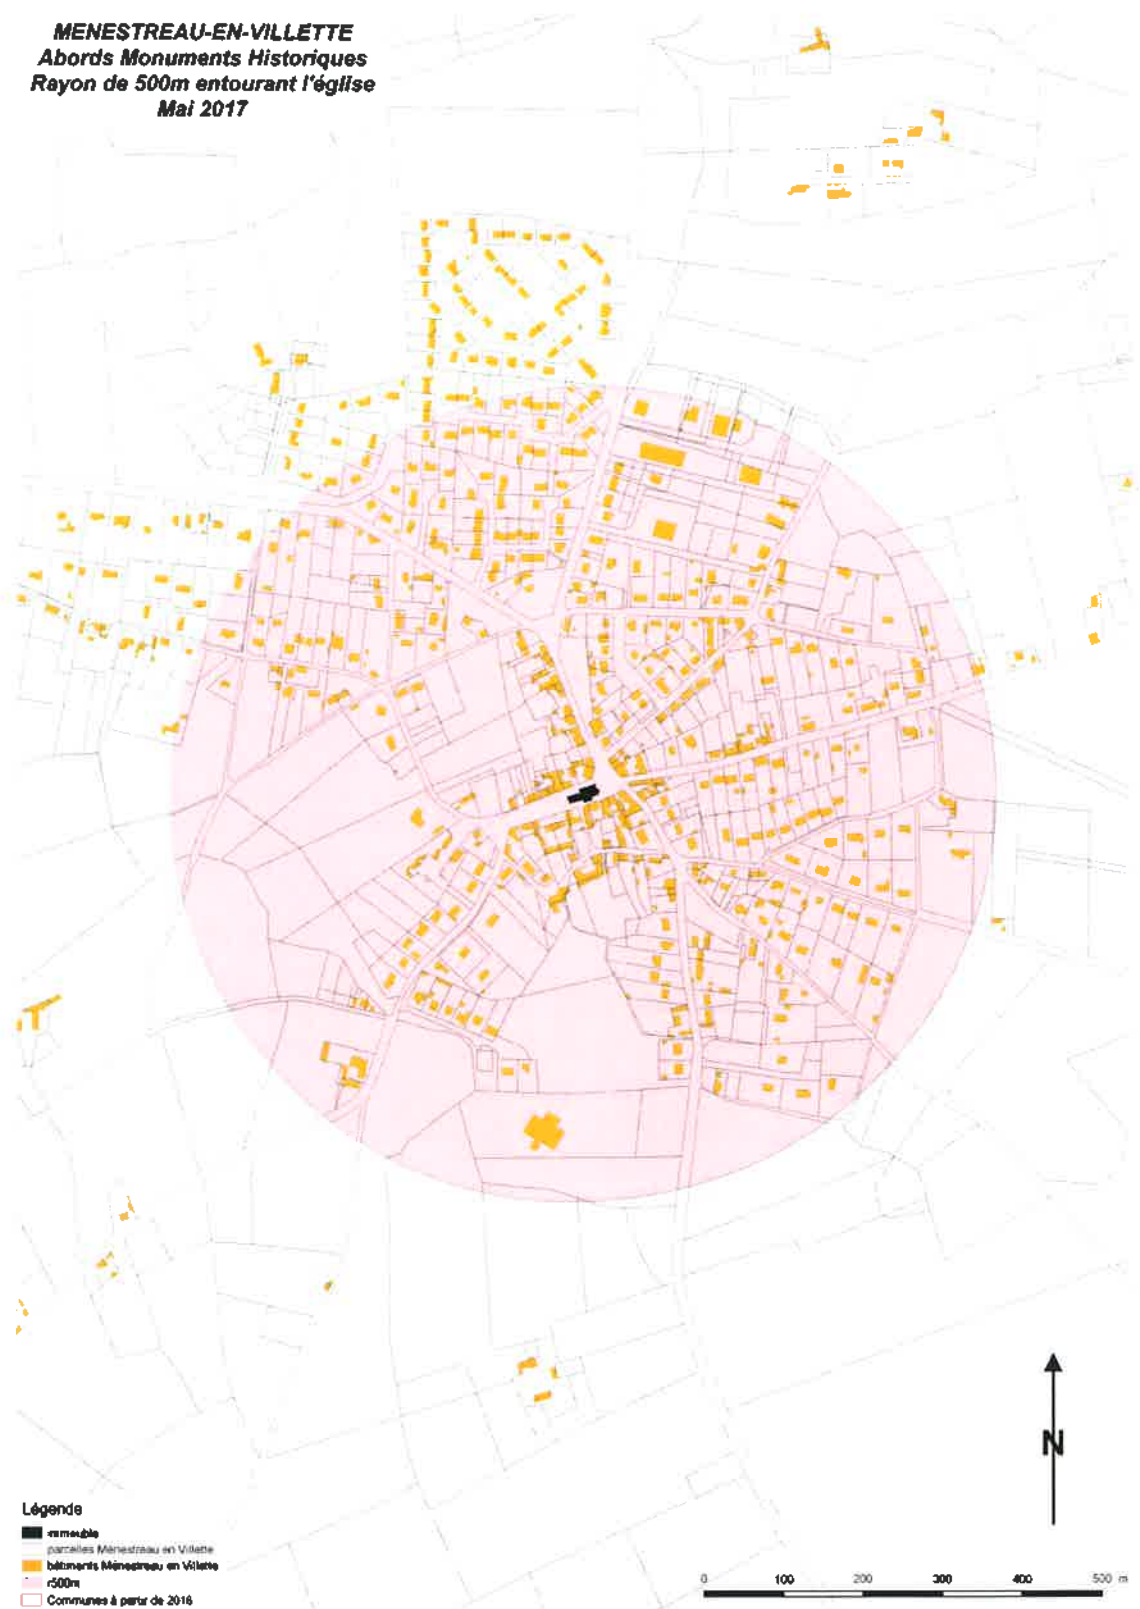 MENESTREAU-EN-VILLETTE
Abords Monuments Historiques
Rayon de 500m entourant l'église
Mai 2017
N
Légende
immeuble
parcelles Ménestreau en Villette
bâtiments Ménestreau en Villette
r500m
Communes à partir de 2016
0 100 200 300 400 500 m